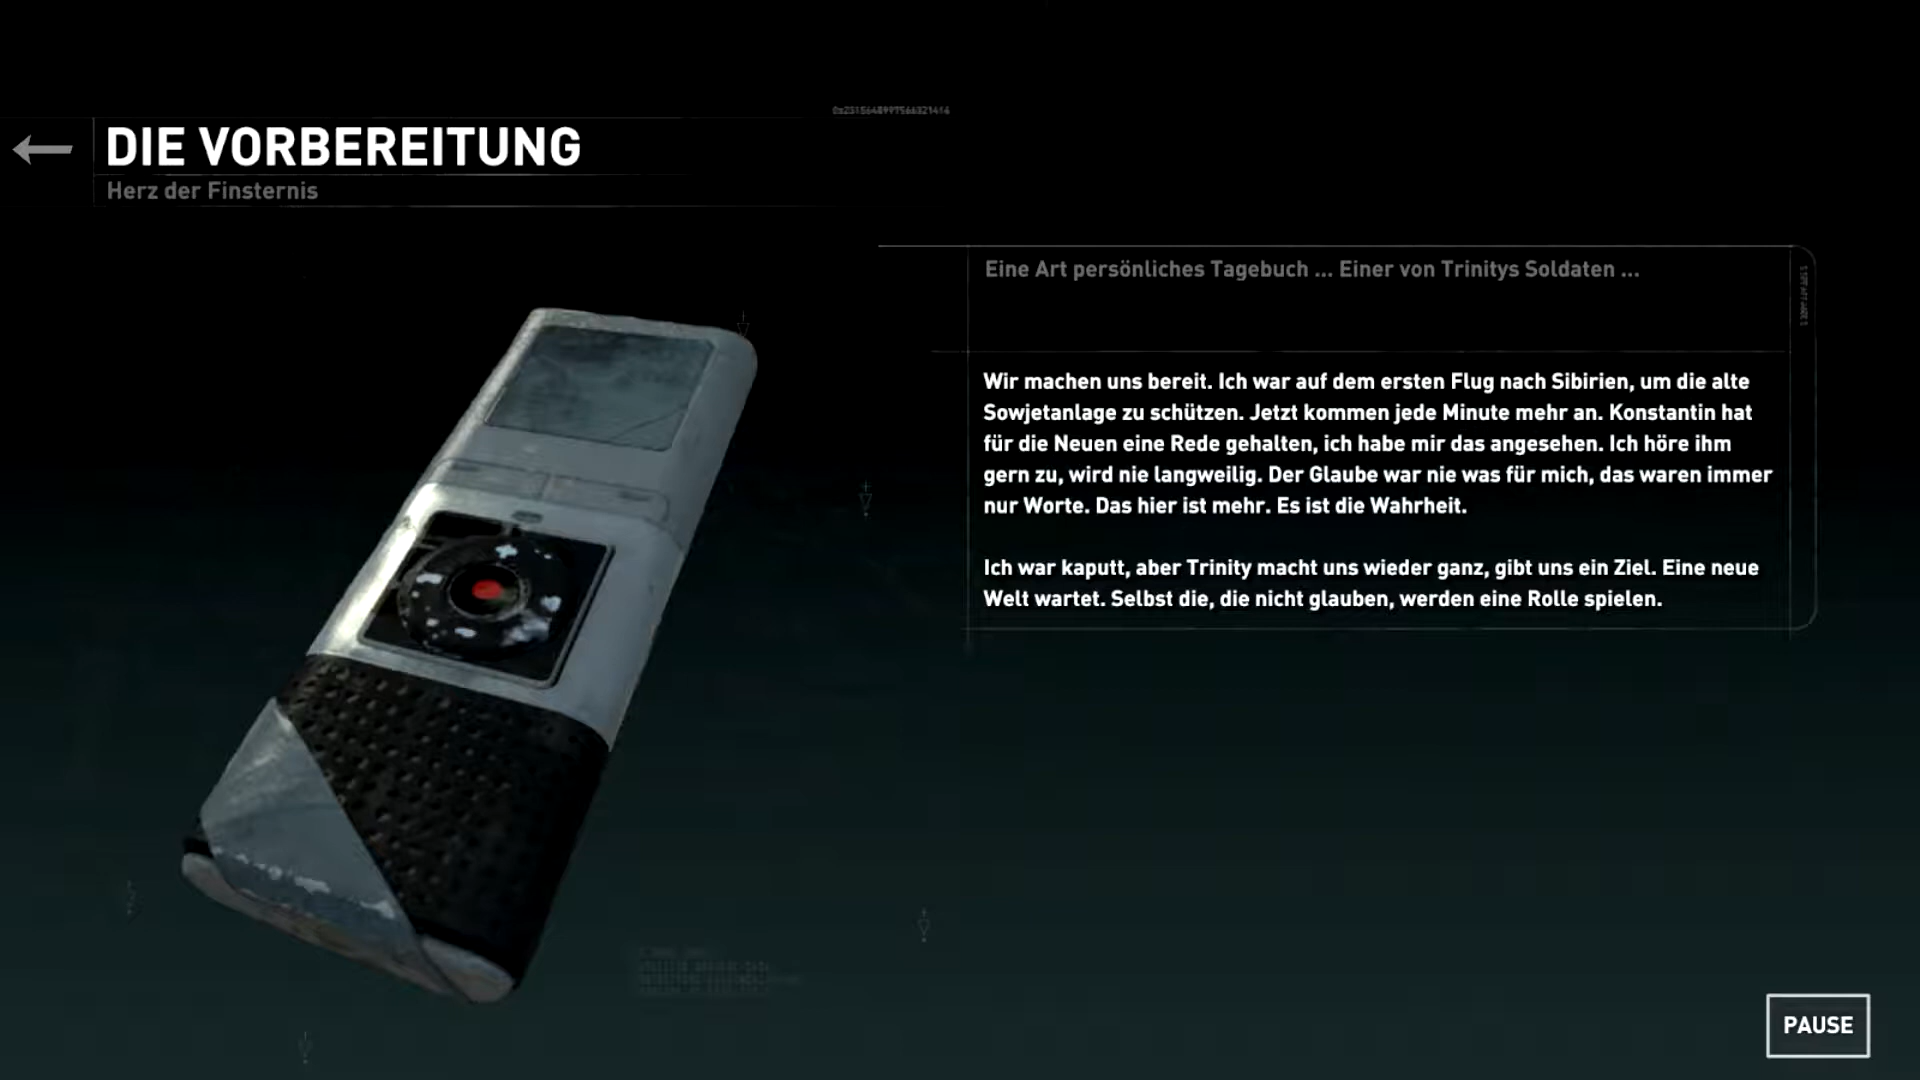 DIE VORBEREITUNG
Herz der Finsternis
Eine Art persönliches Tagebuch ... Einer von Trinitys Soldaten ...
Wir machen uns bereit. Ich war auf dem ersten Flug nach Sibirien, um die alte
Sowjetanlage zu schützen. Jetzt kommen jede Minute mehr an. Konstantin hat
für die Neuen eine Rede gehalten, ich habe mir das angesehen. Ich höre ihm
gern zu, wird nie langweilig. Der Glaube war nie was für mich, das waren immer
nur Worte. Das hier ist mehr. Es ist die Wahrheit.
Ich war kaputt, aber Trinity macht uns wieder ganz, gibt uns ein Ziel. Eine neue
Welt wartet. Selbst die, die nicht glauben, werden eine Rolle spielen.
PAUSE